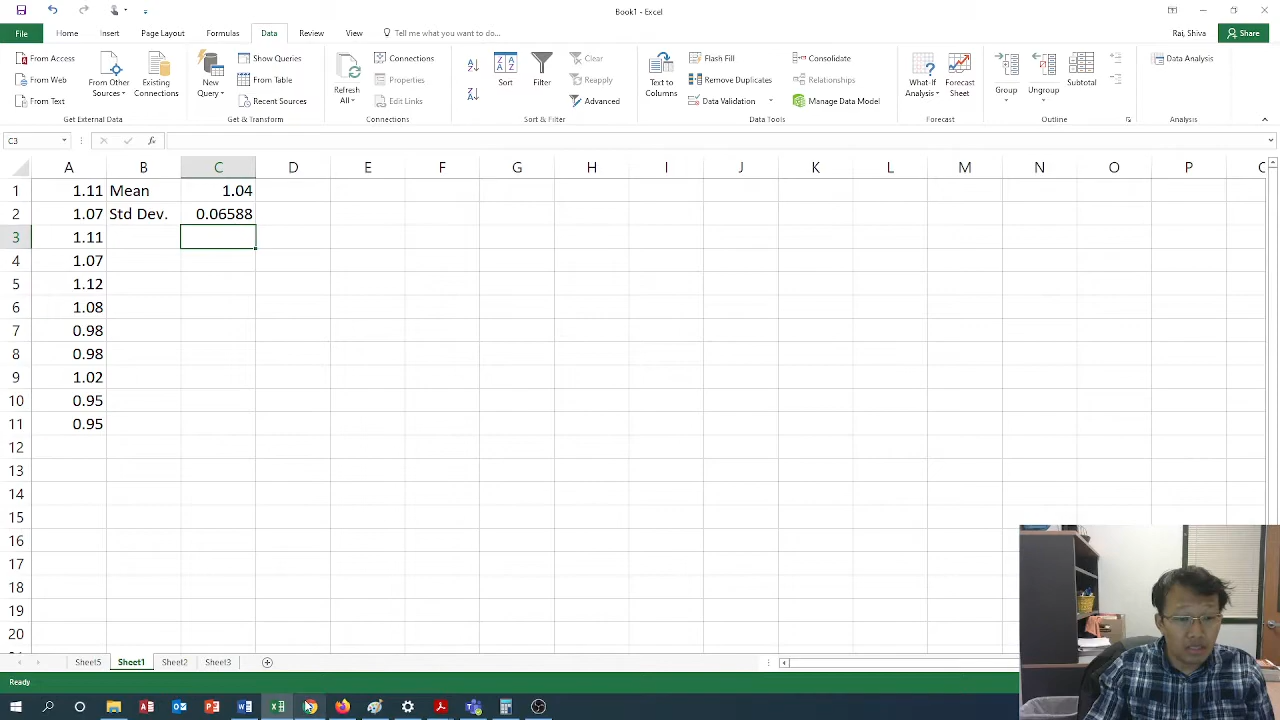 Book1 - Excel
File Home Insert Page Layout Formulas Data Review View Tell me what you want to do... Rai, Shiva Share
From Access
From Web
From Text
From Other Sources
Existing Connections
Get External Data
New Query
Show Queries
From Table
Recent Sources
Get & Transform
Refresh All
Connections
Properties
Edit Links
Connections
Sort
Filter
Clear
Reapply
Advanced
Sort & Filter
Text to Columns
Flash Fill
Remove Duplicates
Data Validation
Consolidate
Relationships
Manage Data Model
Data Tools
What If Analysis
Forecast Sheet
Forecast
Group
Ungroup
Subtotal
Outline
Data Analysis
Analysis
C3 fx
A B C D E F G H I J K L M N O P
1 1.11 Mean 1.04
2 1.07 Std Dev. 0.06588
3 1.11
4 1.07
5 1.12
6 1.08
7 0.98
8 0.98
9 1.02
10 0.95
11 0.95
12
13
14
15
16
17
18
19
20
Sheet5 Sheet1 Sheet2 Sheet3
Ready